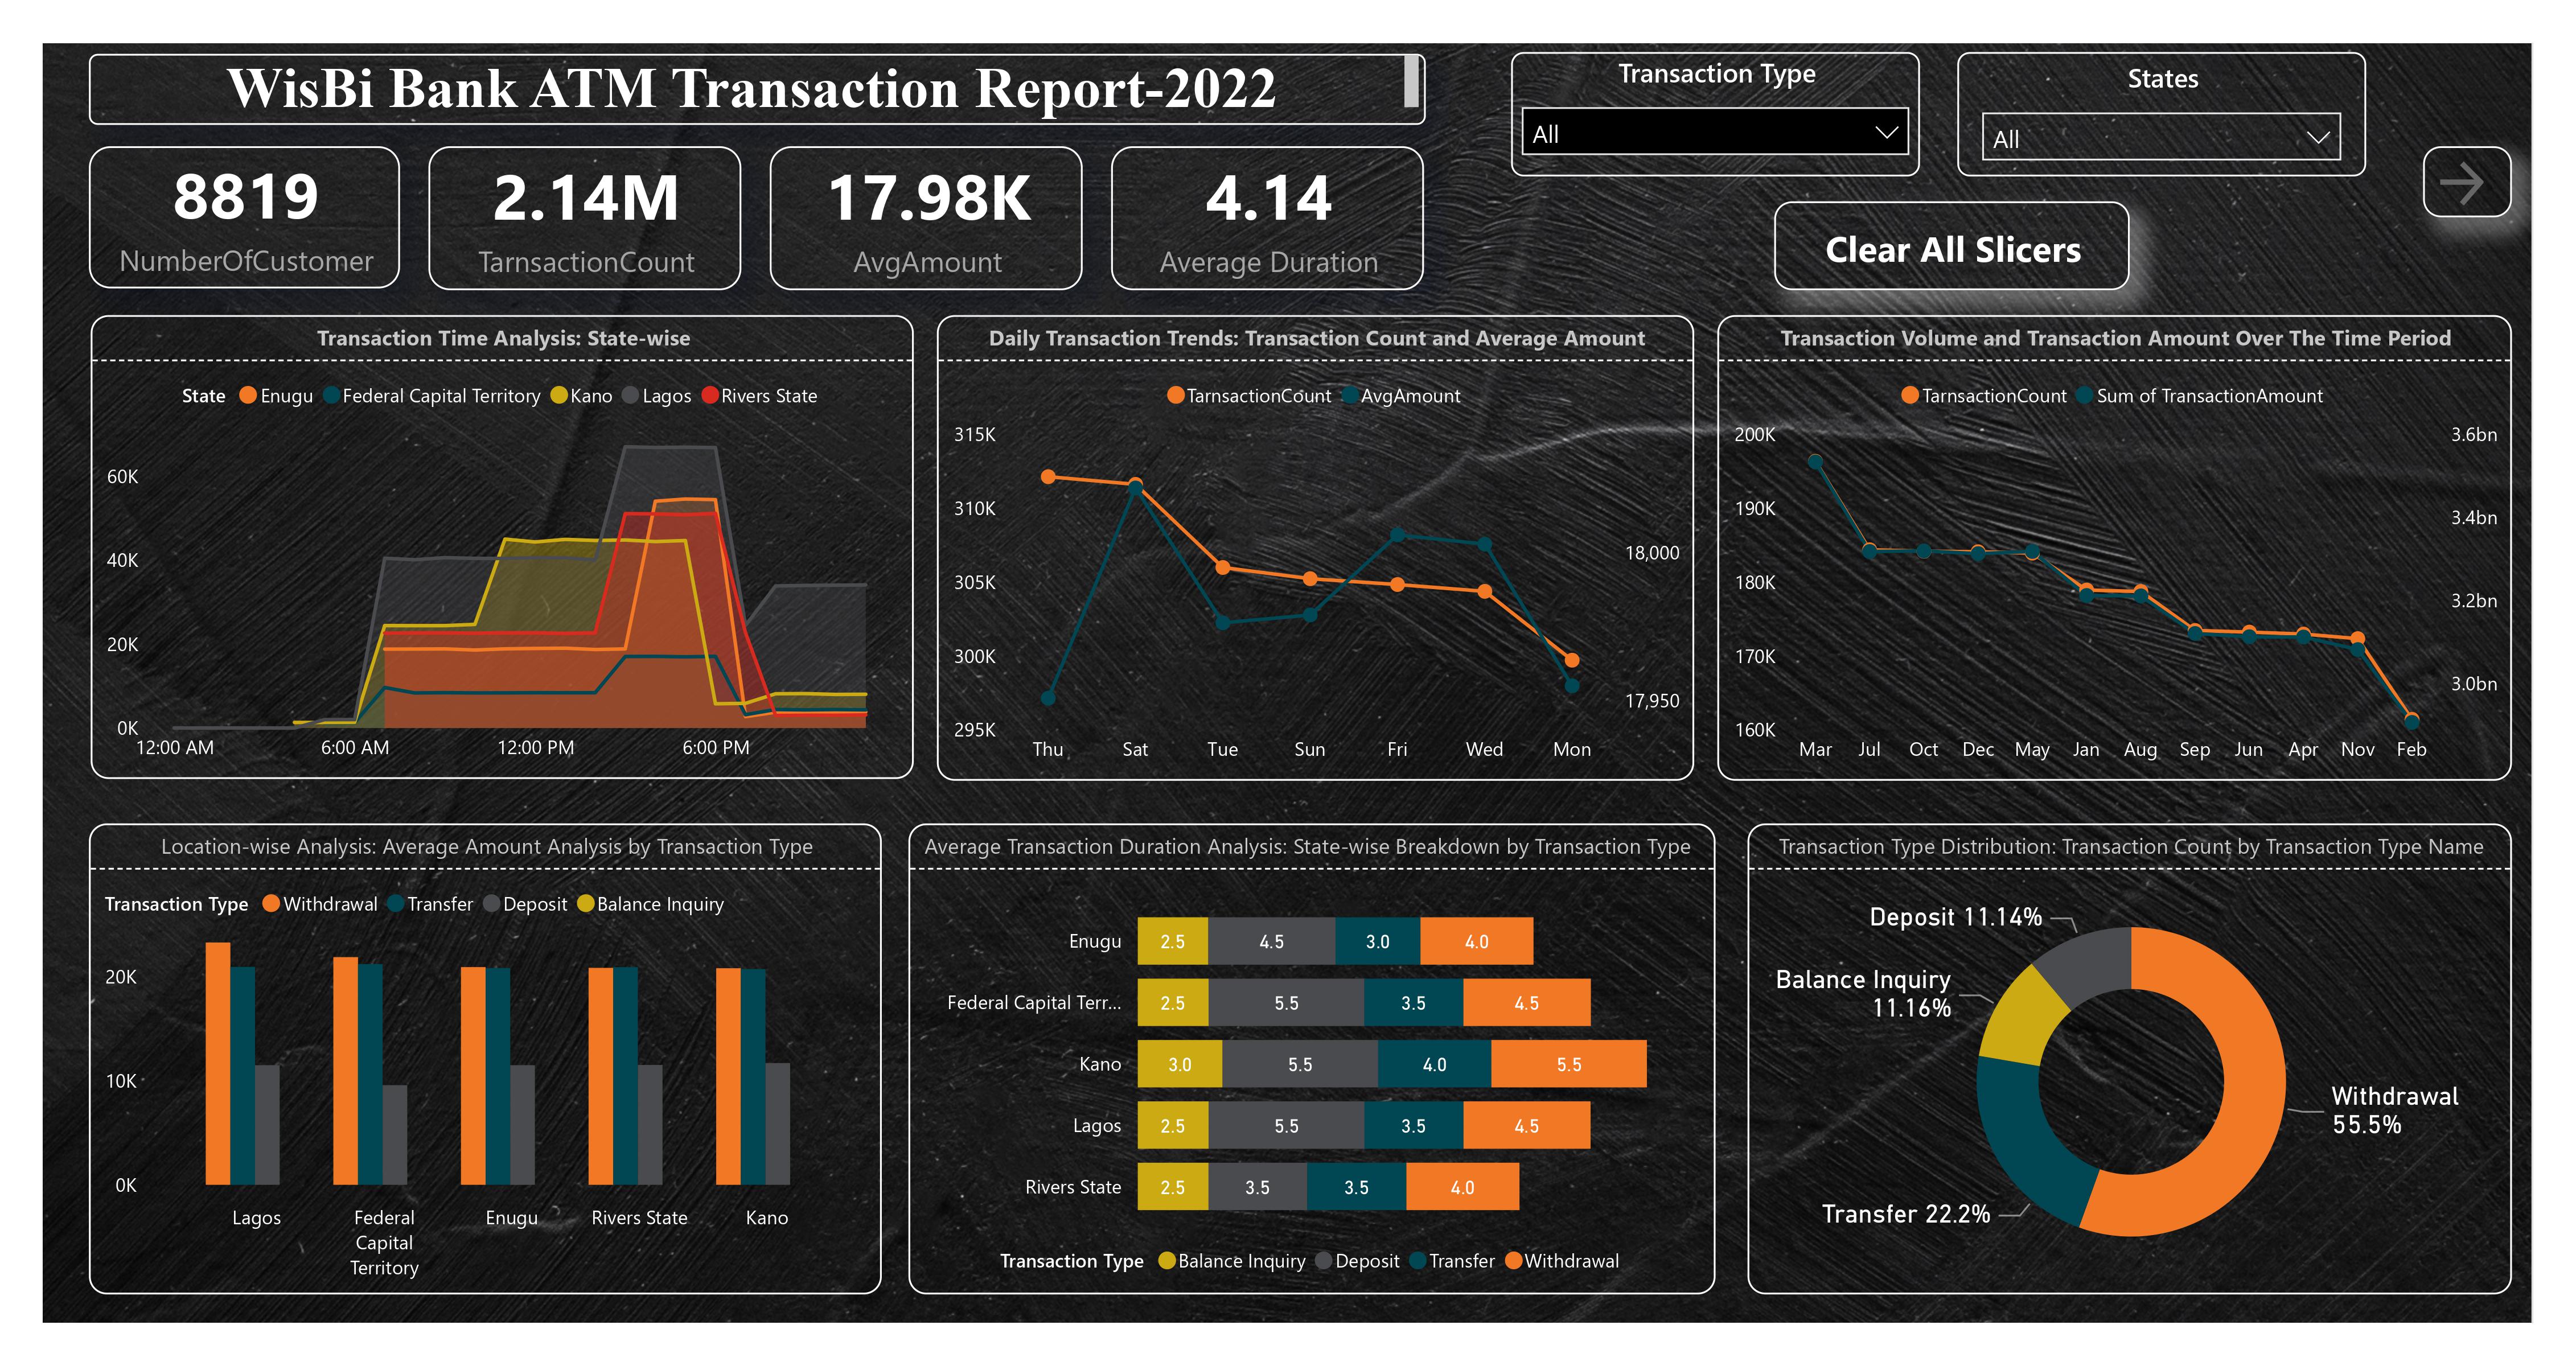 WisBi Bank ATM Transaction Report-2022
Transaction Type
All
States
All
8819
NumberOfCustomer
2.14M
TarnsactionCount
17.98K
AvgAmount
4.14
Average Duration
Clear All Slicers
Transaction Time Analysis: State-wise
State Enugu Federal Capital Territory Kano Lagos Rivers State
60K
40K
20K
0K
12:00 AM 6:00 AM 12:00 PM 6:00 PM
Daily Transaction Trends: Transaction Count and Average Amount
TarnsactionCount AvgAmount
315K
310K
305K
300K
295K
18,000
17,950
Thu Sat Tue Sun Fri Wed Mon
Transaction Volume and Transaction Amount Over The Time Period
TarnsactionCount Sum of TransactionAmount
200K
190K
180K
170K
160K
3.6bn
3.4bn
3.2bn
3.0bn
Mar Jul Oct Dec May Jan Aug Sep Jun Apr Nov Feb
Location-wise Analysis: Average Amount Analysis by Transaction Type
Transaction Type Withdrawal Transfer Deposit Balance Inquiry
20K
10K
0K
Lagos
Federal
Capital
Territory
Enugu
Rivers State
Kano
Average Transaction Duration Analysis: State-wise Breakdown by Transaction Type
Enugu 2.5 4.5 3.0 4.0
Federal Capital Terr... 2.5 5.5 3.5 4.5
Kano 3.0 5.5 4.0 5.5
Lagos 2.5 5.5 3.5 4.5
Rivers State 2.5 3.5 3.5 4.0
Transaction Type Balance Inquiry Deposit Transfer Withdrawal
Transaction Type Distribution: Transaction Count by Transaction Type Name
Deposit 11.14%
Balance Inquiry
11.16%
Withdrawal
55.5%
Transfer 22.2%